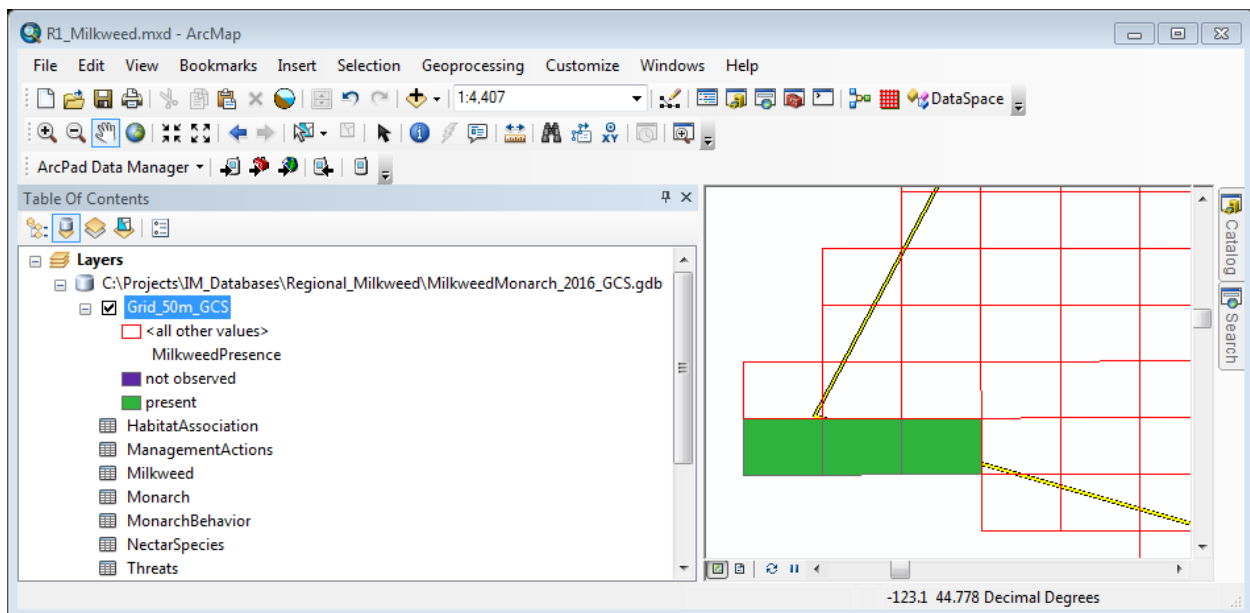 R1_Milkweed.mxd - ArcMap
File Edit View Bookmarks Insert Selection Geoprocessing Customize Windows Help
1:4,407 DataSpace
XY
ArcPad Data Manager
Table Of Contents
Layers
C:\Projects\IM_Databases\Regional_Milkweed\MilkweedMonarch_2016_GCS.gdb
Grid_50m_GCS
<all other values>
MilkweedPresence
not observed
present
HabitatAssociation
ManagementActions
Milkweed
Monarch
MonarchBehavior
NectarSpecies
Threats
Catalog
Search
-123.1 44.778 Decimal Degrees